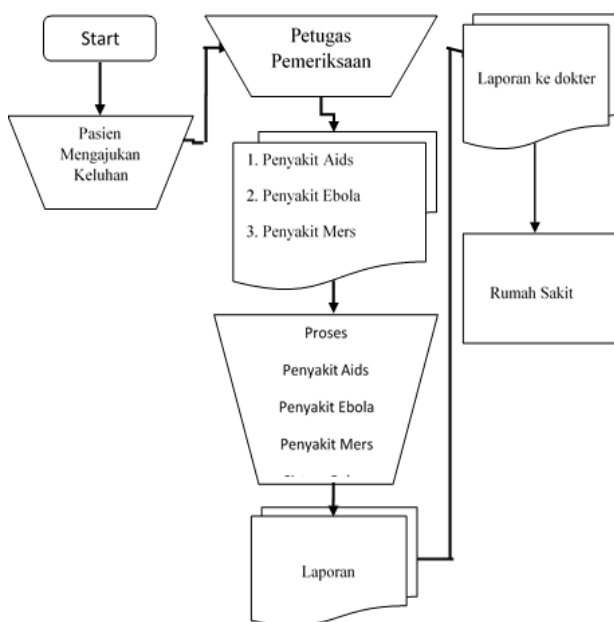 Start
Pasien
Mengajukan
Keluhan
Petugas
Pemeriksaan
1. Penyakit Aids
2. Penyakit Ebola
3. Penyakit Mers
Proses
Penyakit Aids
Penyakit Ebola
Penyakit Mers
Laporan
Laporan ke dokter
Rumah Sakit